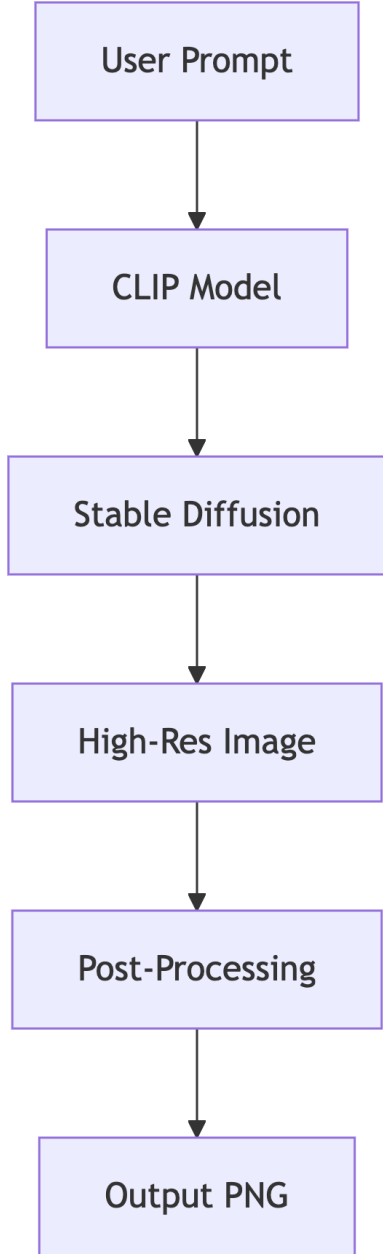 User Prompt
CLIP Model
Stable Diffusion
High-Res Image
Post-Processing
Output PNG